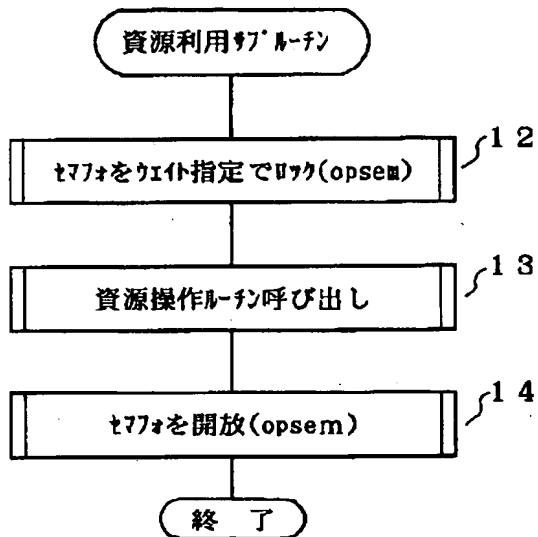 資源利用ｻﾌﾞﾙｰﾁﾝ
ｾﾏﾌｫをｳｪｲﾄ指定でﾛｯｸ(opsem)
12
資源操作ﾙｰﾁﾝ呼び出し
13
ｾﾏﾌｫを開放(opsem)
14
終 了